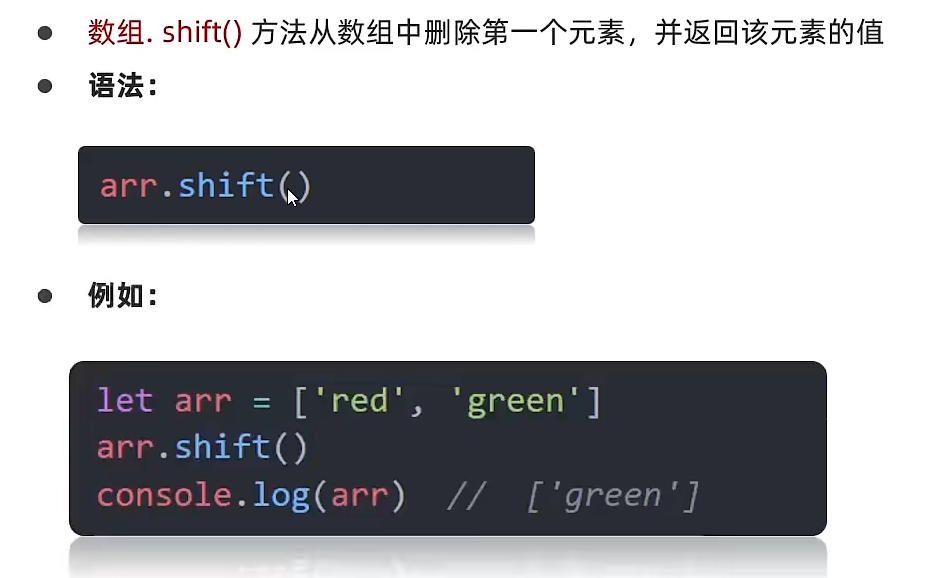 数组. shift() 方法从数组中删除第一个元素，并返回该元素的值
语法：
arr.shift()
例如：
let arr = ['red', 'green']
arr.shift()
console.log(arr)  //  ['green']